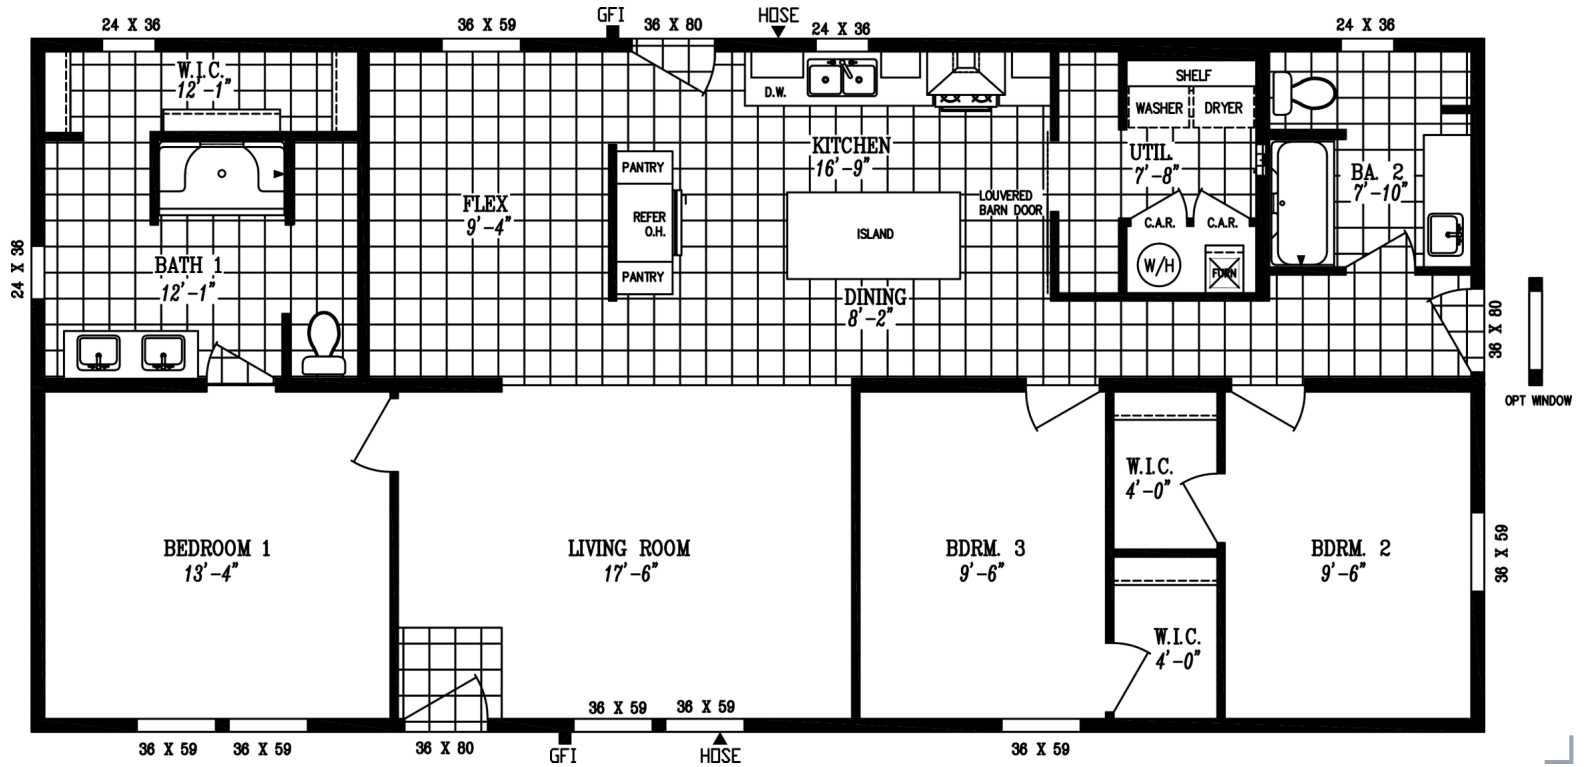 24 X 36
36 X 59
GFI
36 X 80
HOSE
24 X 36
24 X 36
W.I.C.
12'-1"
D.W.
SHELF
WASHER
DRYER
KITCHEN
16'-9"
UTIL
7'-8"
BA. 2
7'-10"
PANTRY
FLEX
9'-4"
REFER
O.H.
LOUVERED
BARN DOOR
ISLAND
C.A.R.
C.A.R.
24 X 36
BATH 1
12'-1"
PANTRY
W/H
FURN
DINING
8'-2"
36 X 80
OPT WINDOW
BEDROOM 1
13'-4"
LIVING ROOM
17'-6"
BDRM. 3
9'-6"
W.I.C.
4'-0"
BDRM. 2
9'-6"
36 X 59
W.I.C.
4'-0"
36 X 59
36 X 59
36 X 80
GFI
36 X 59
36 X 59
HOSE
36 X 59